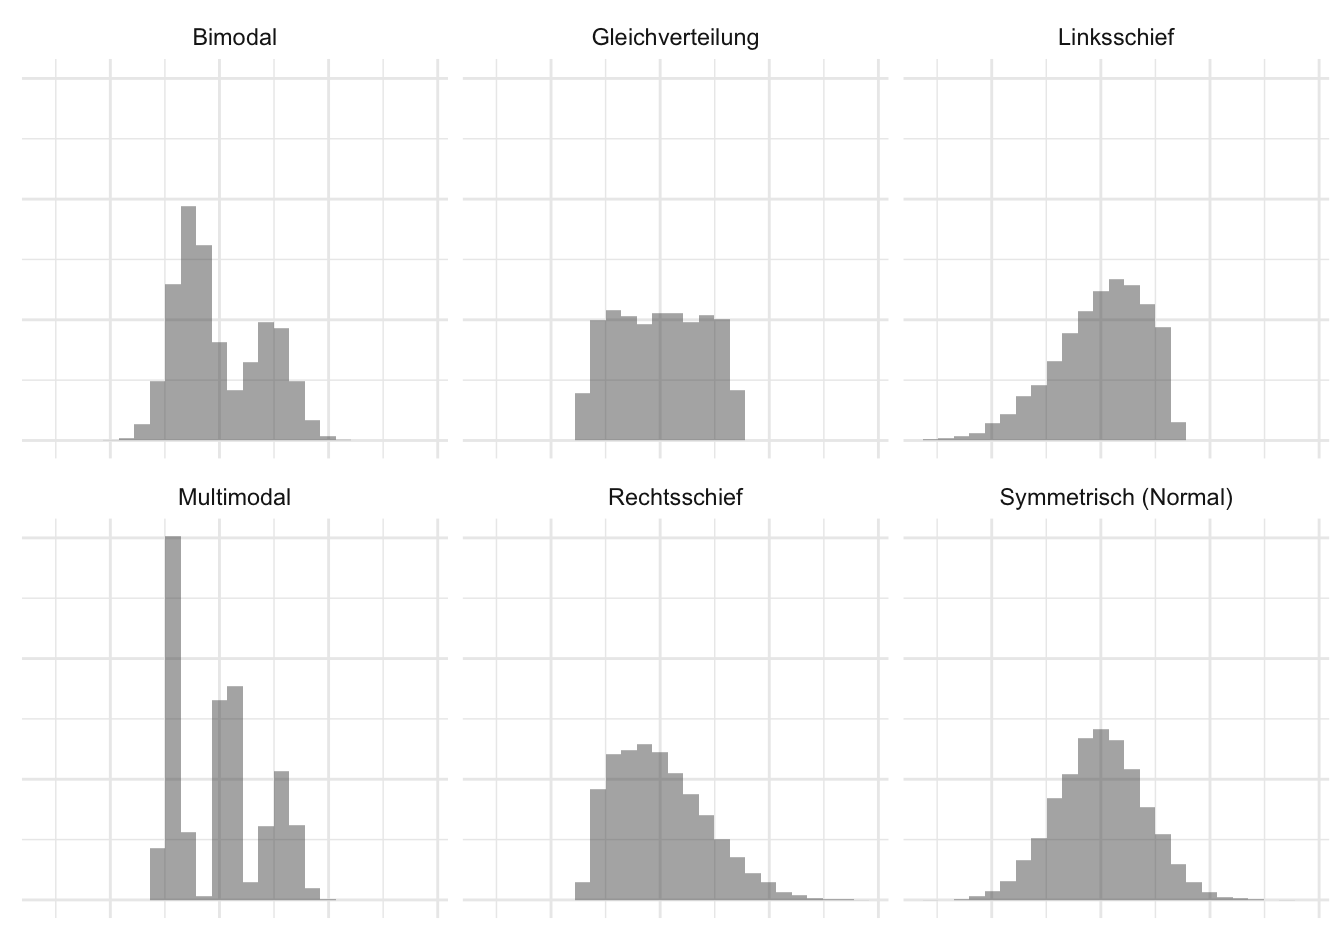 Bimodal
Gleichverteilung
Linksschief
Multimodal
Rechtsschief
Symmetrisch (Normal)